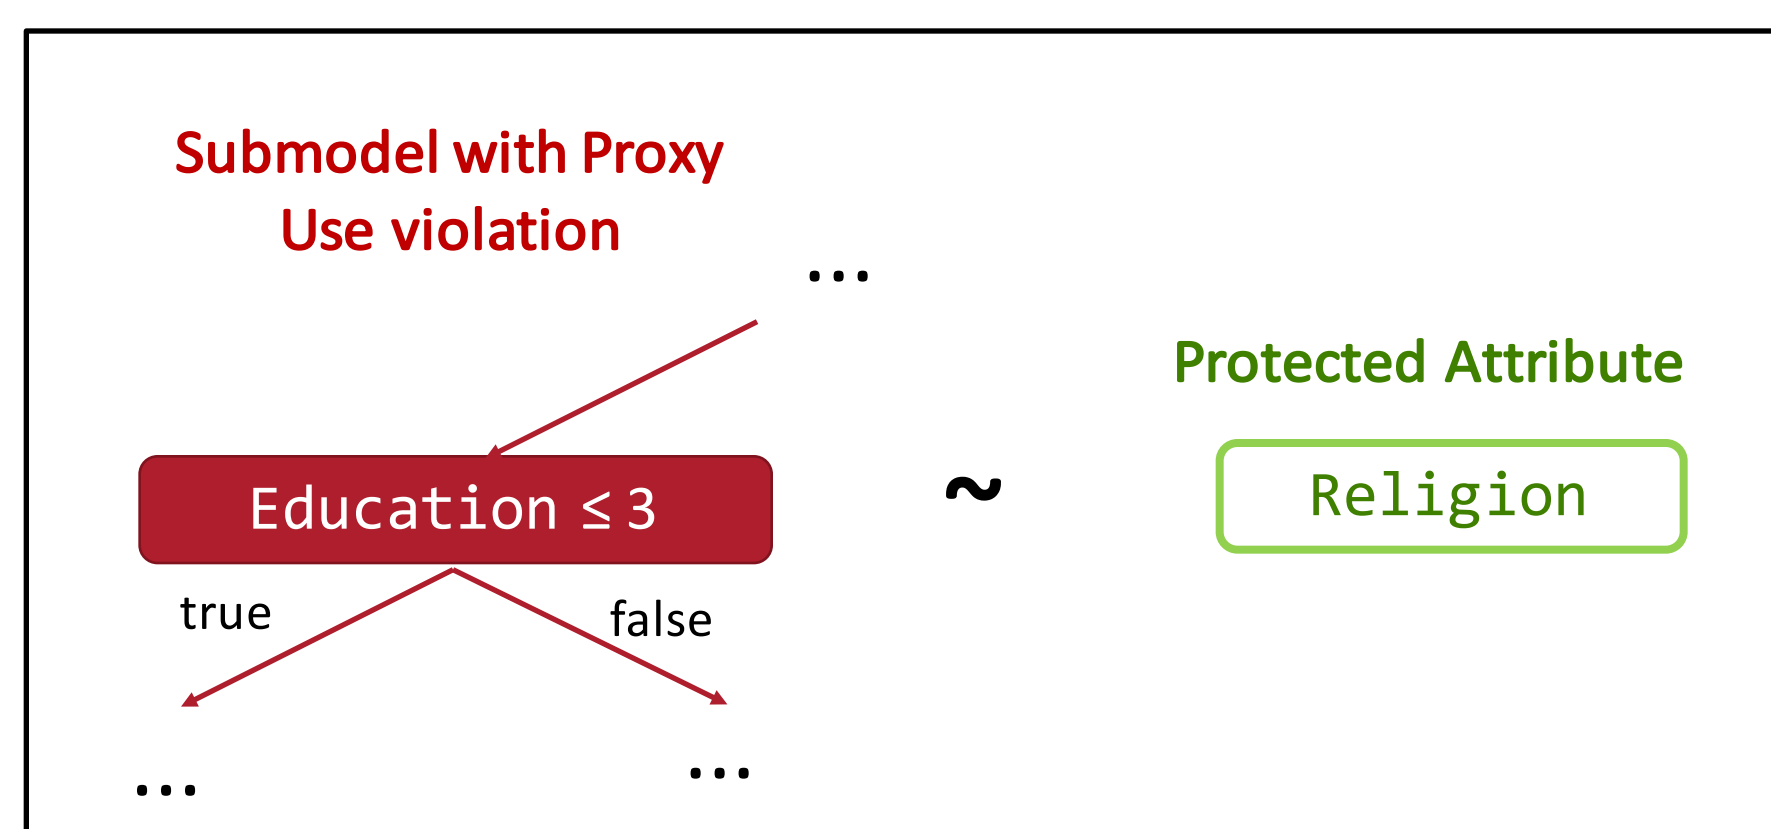 Submodel with Proxy
Use violation
...
Protected Attribute
Education ≤ 3
~
Religion
true
false
...
...